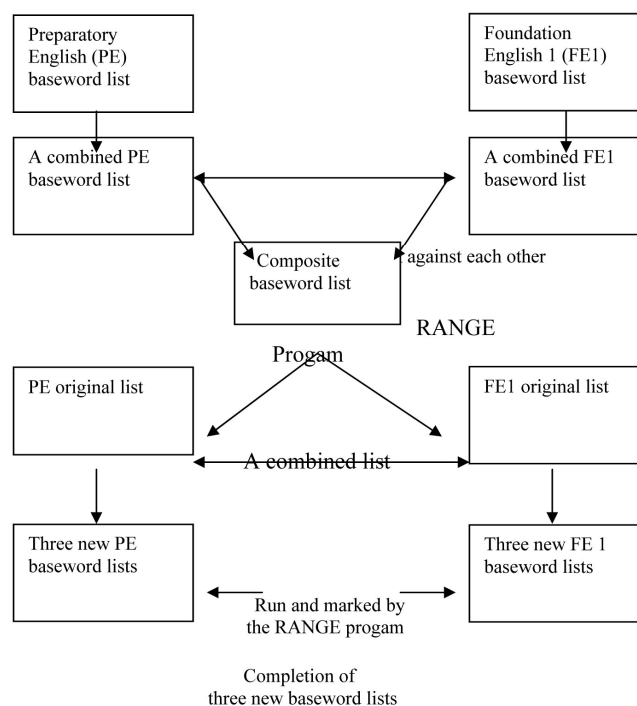 Preparatory
English (PE)
baseword list
Foundation
English 1 (FE1)
baseword list
A combined PE
baseword list
A combined FE1
baseword list
Composite
baseword list
against each other
RANGE
Progam
PE original list
FE1 original list
A combined list
Three new PE
baseword lists
Three new FE 1
baseword lists
Run and marked by
the RANGE progam
Completion of
three new baseword lists